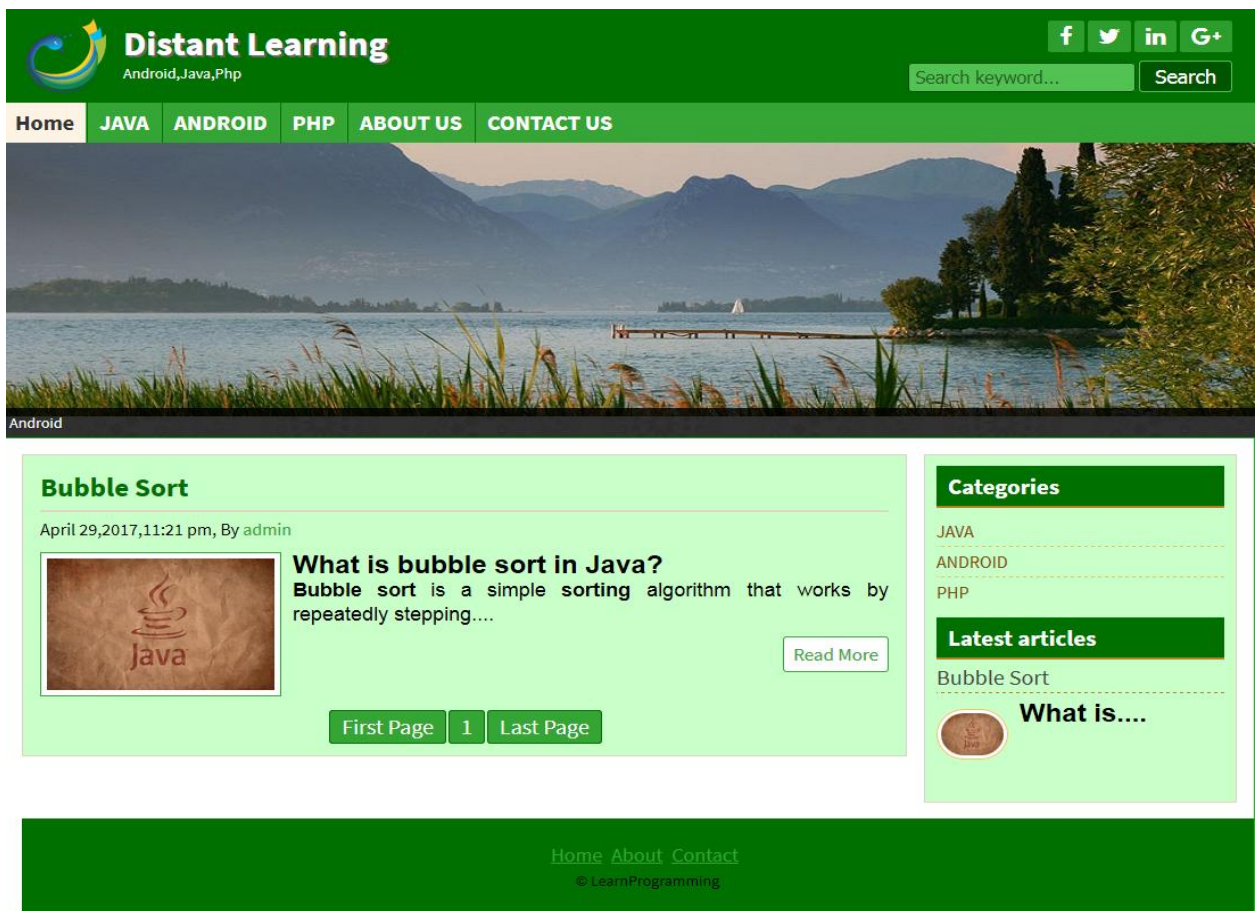 Distant Learning
Android,Java,Php
f in G+
Search keyword... Search
Home JAVA ANDROID PHP ABOUT US CONTACT US
Android
Bubble Sort
April 29,2017,11:21 pm, By admin
Java
What is bubble sort in Java?
Bubble sort is a simple sorting algorithm that works by
repeatedly stepping....
Read More
First Page 1 Last Page
Categories
JAVA
ANDROID
PHP
Latest articles
Bubble Sort
What is....
Java
Home About Contact
© LearnProgramming